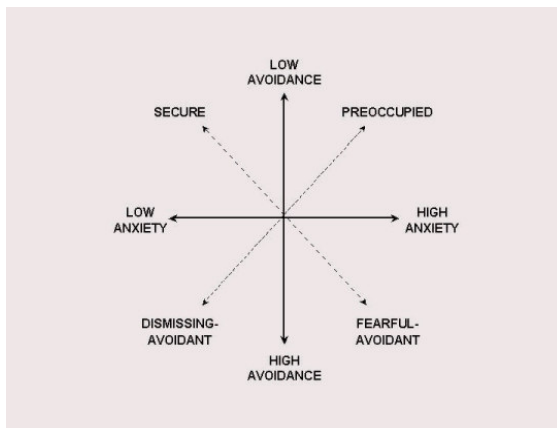 LOW
AVOIDANCE
SECURE
PREOCCUPIED
LOW
ANXIETY
HIGH
ANXIETY
DISMISSING-
AVOIDANT
FEARFUL-
AVOIDANT
HIGH
AVOIDANCE